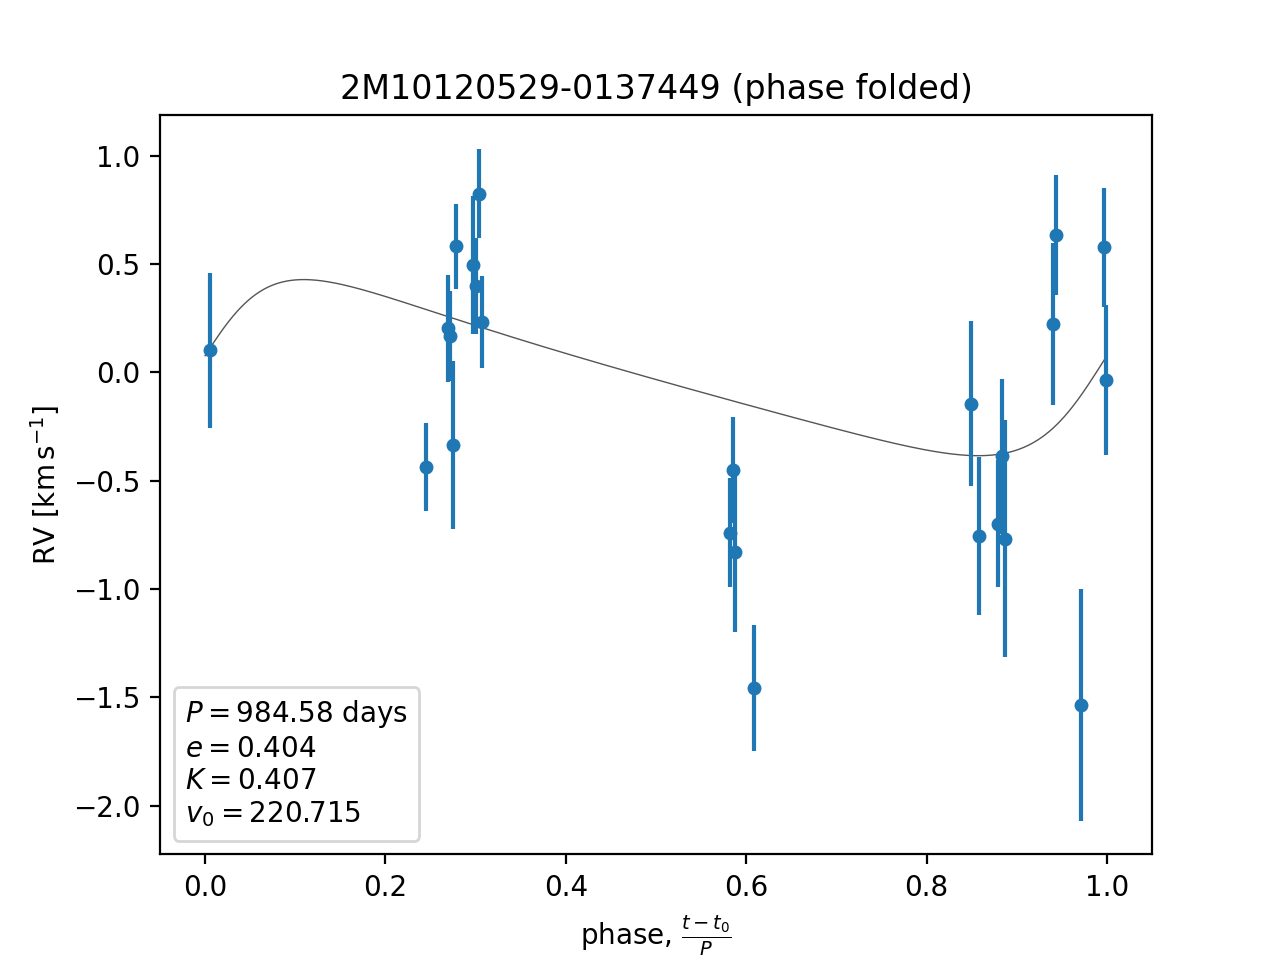 2M10120529-0137449 (phase folded)
RV [km s⁻¹]
1.0
0.5
0.0
−0.5
−1.0
−1.5
−2.0
P = 984.58 days
e = 0.404
K = 0.407
v₀ = 220.715
0.0 0.2 0.4 0.6 0.8 1.0
phase, (t − t₀)/P